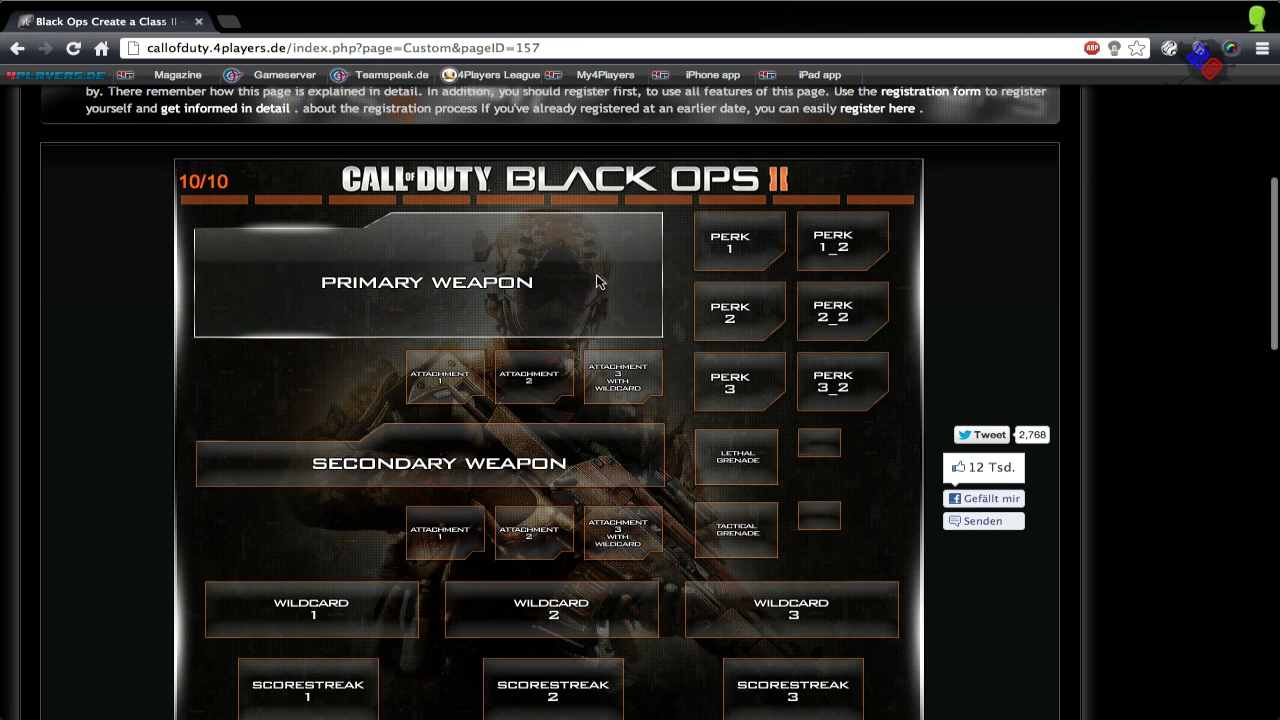 Black Ops Create a Class II -
callofduty.4players.de/index.php?page=Custom&pageID=157
ABP
4PLAYERS.DE Magazine Gameserver Teamspeak.de 4Players League My4Players iPhone app iPad app
by. There remember how this page is explained in detail. In addition, you should register first, to use all features of this page. Use the registration form to register
yourself and get informed in detail . about the registration process If you've already registered at an earlier date, you can easily register here .
10/10
CALL OF DUTY BLACK OPS II
PRIMARY WEAPON
PERK
1
PERK
1_2
PERK
2
PERK
2_2
PERK
3
PERK
3_2
ATTACHMENT
1
ATTACHMENT
2
ATTACHMENT
3
WITH
WILDCARD
SECONDARY WEAPON
LETHAL
GRENADE
ATTACHMENT
1
ATTACHMENT
2
ATTACHMENT
3
WITH
WILDCARD
TACTICAL
GRENADE
Tweet 2,768
12 Tsd.
Gefällt mir
Senden
WILDCARD
1
WILDCARD
2
WILDCARD
3
SCORESTREAK
1
SCORESTREAK
2
SCORESTREAK
3